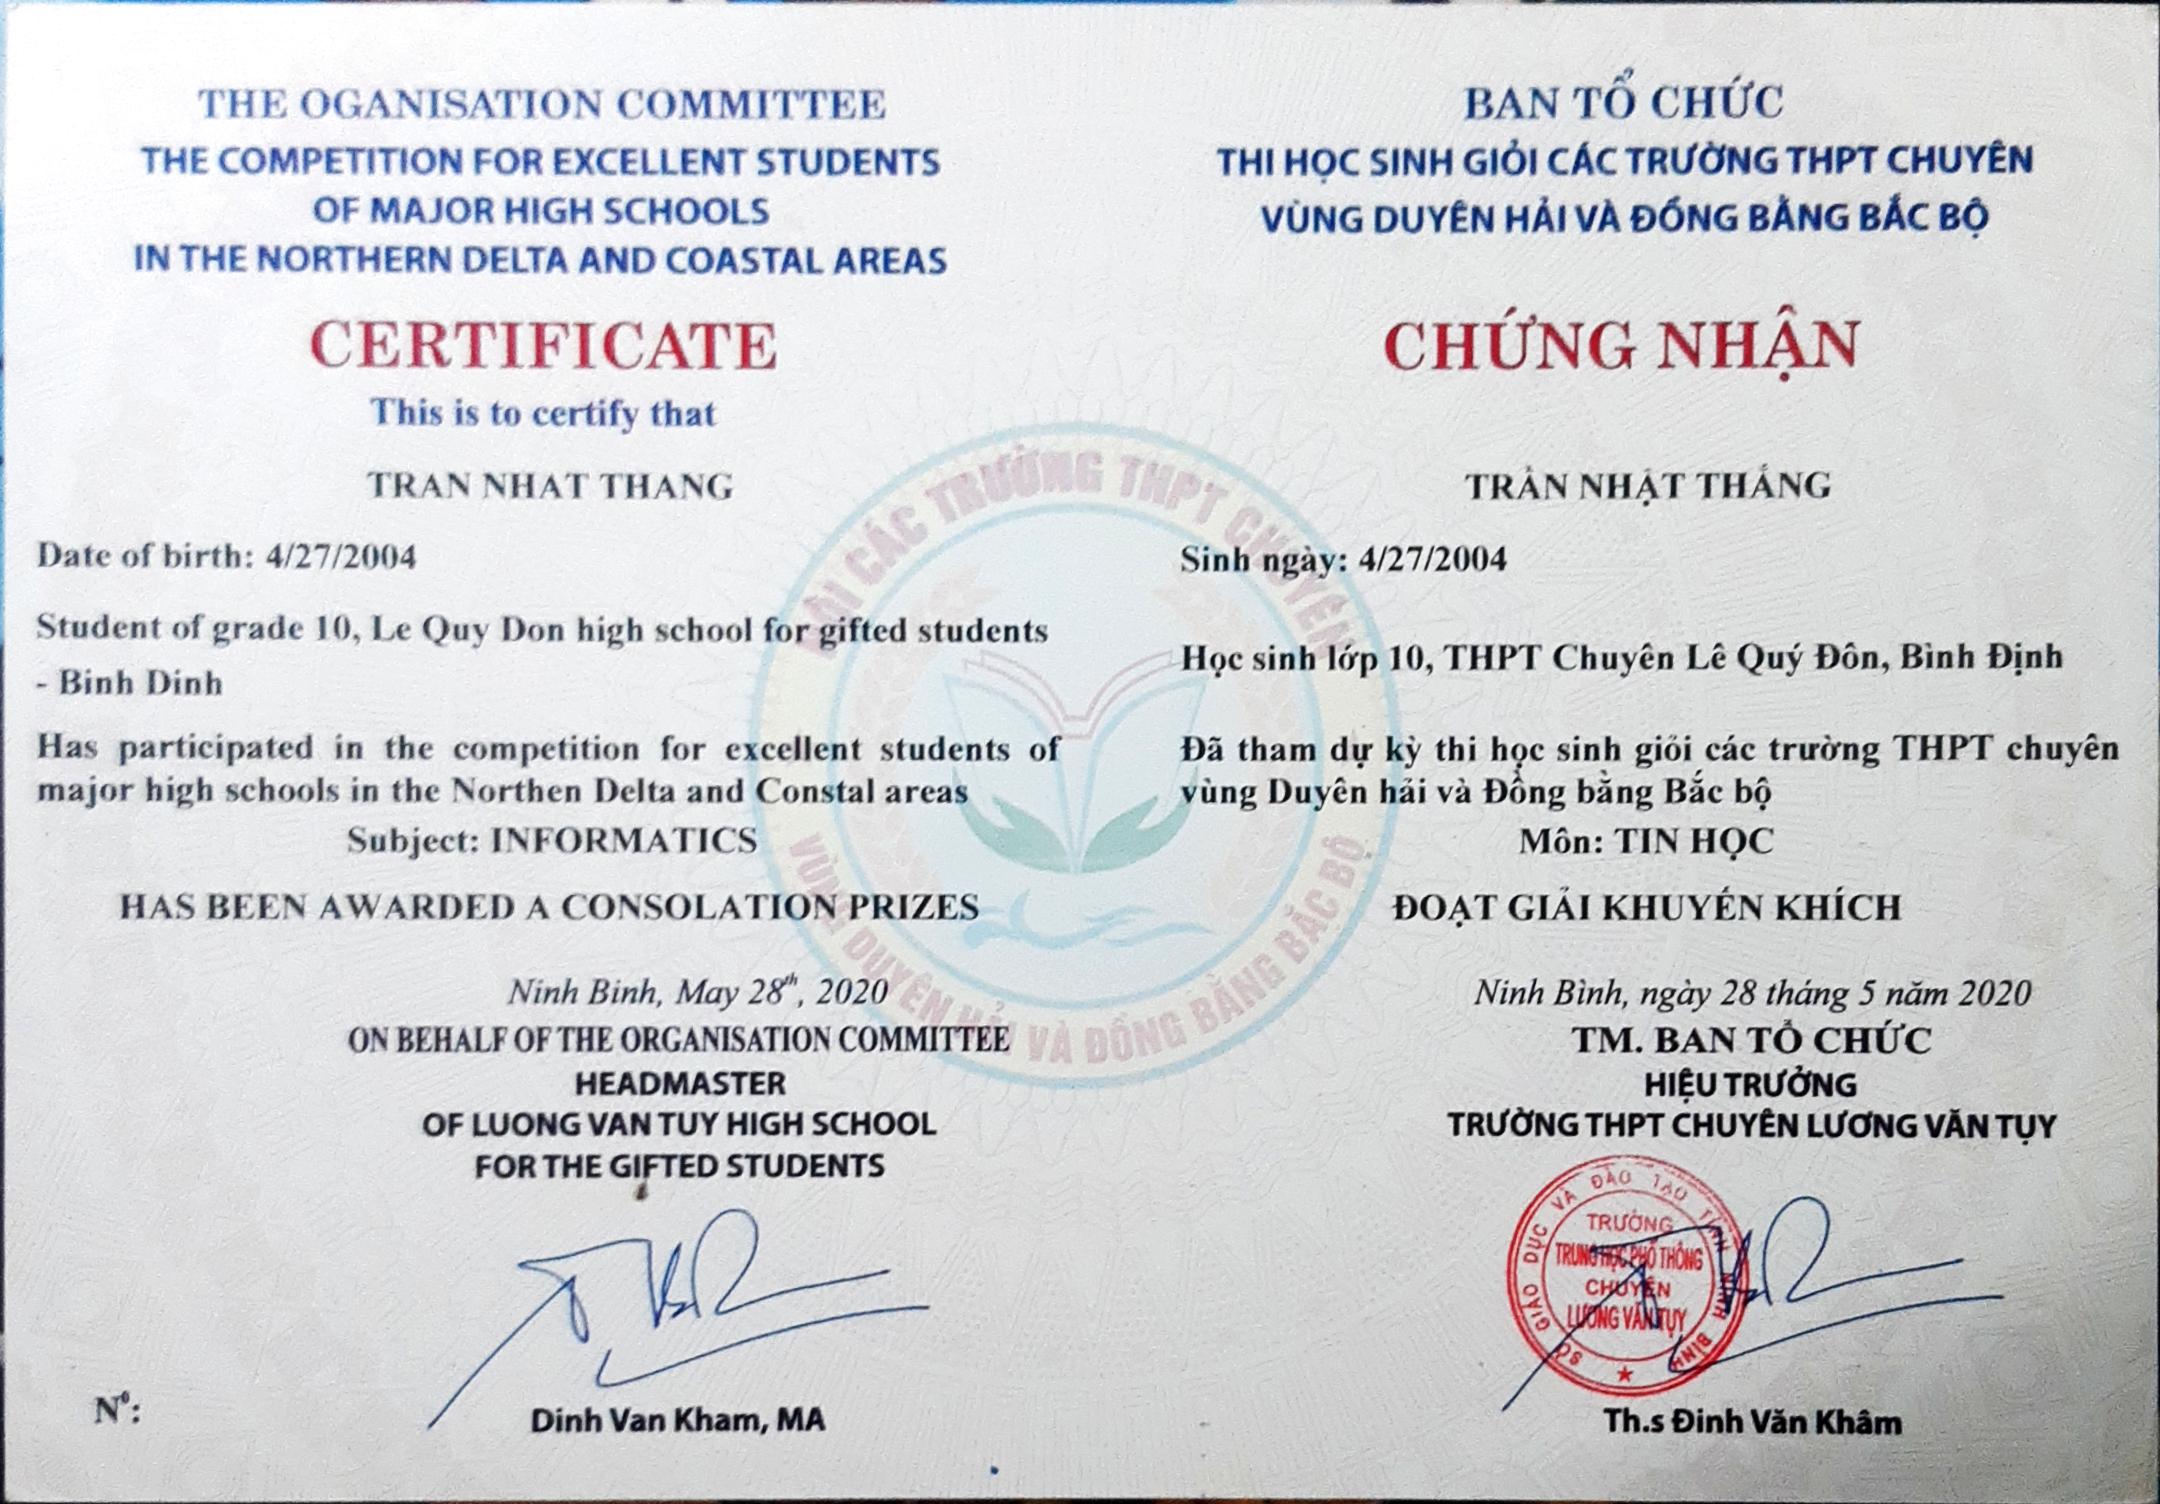 THE OGANISATION COMMITTEE
THE COMPETITION FOR EXCELLENT STUDENTS
OF MAJOR HIGH SCHOOLS
IN THE NORTHERN DELTA AND COASTAL AREAS
CERTIFICATE
This is to certify that
TRAN NHAT THANG
Date of birth: 4/27/2004
Student of grade 10, Le Quy Don high school for gifted students
- Binh Dinh
Has participated in the competition for excellent students of
major high schools in the Northen Delta and Constal areas
Subject: INFORMATICS
HAS BEEN AWARDED A CONSOLATION PRIZES
Ninh Binh, May 28th, 2020
ON BEHALF OF THE ORGANISATION COMMITTEE
HEADMASTER
OF LUONG VAN TUY HIGH SCHOOL
FOR THE GIFTED STUDENTS
Dinh Van Kham, MA
N⁰:
BAN TỔ CHỨC
THI HỌC SINH GIỎI CÁC TRƯỜNG THPT CHUYÊN
VÙNG DUYÊN HẢI VÀ ĐỒNG BẰNG BẮC BỘ
CHỨNG NHẬN
TRẦN NHẬT THẮNG
Sinh ngày: 4/27/2004
Học sinh lớp 10, THPT Chuyên Lê Quý Đôn, Bình Định
Đã tham dự kỳ thi học sinh giỏi các trường THPT chuyên
vùng Duyên hải và Đồng bằng Bắc bộ
Môn: TIN HỌC
ĐOẠT GIẢI KHUYẾN KHÍCH
Ninh Bình, ngày 28 tháng 5 năm 2020
TM. BAN TỔ CHỨC
HIỆU TRƯỞNG
TRƯỜNG THPT CHUYÊN LƯƠNG VĂN TỤY
SỞ GIÁO DỤC VÀ ĐÀO TẠO TỈNH NINH BÌNH
TRƯỜNG
TRUNG HỌC PHỔ THÔNG
CHUYÊN
LƯƠNG VĂN TỤY
Th.s Đinh Văn Khâm
CÁC TRƯỜNG THPT CHUYÊN
VÙNG DUYÊN HẢI VÀ ĐỒNG BẰNG BẮC BỘ